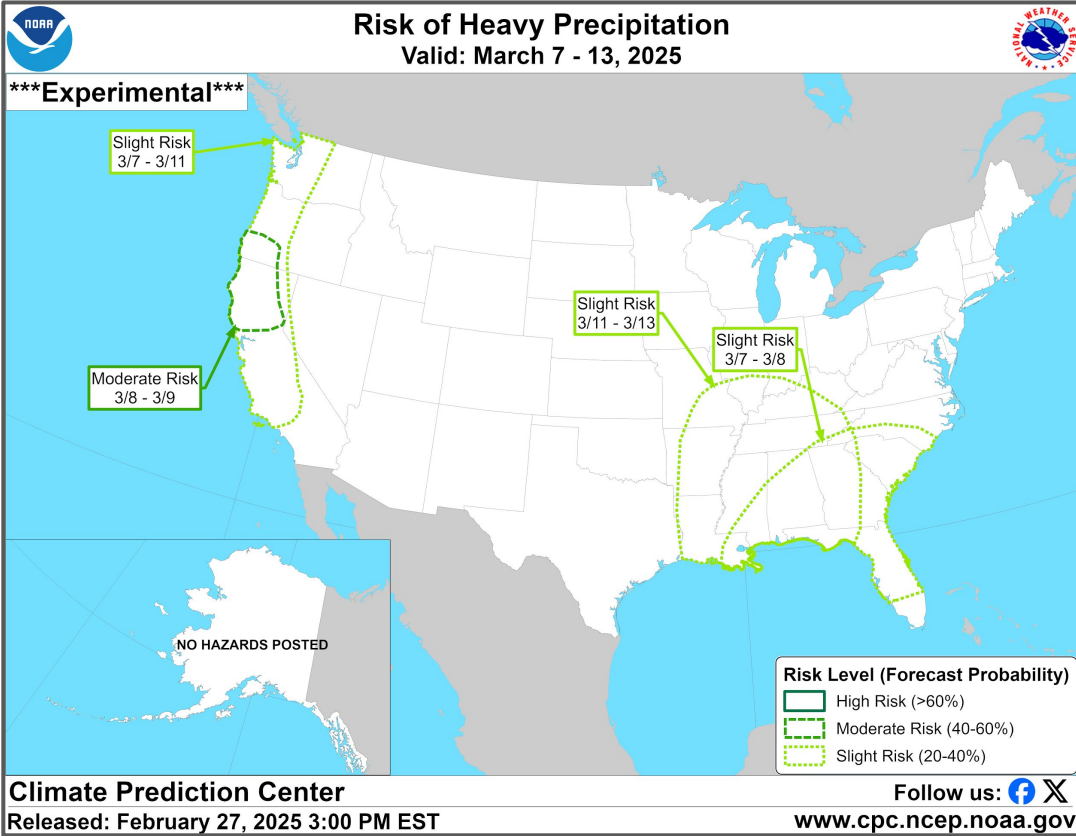 NOAA
Risk of Heavy Precipitation
Valid: March 7 - 13, 2025
NATIONAL WEATHER SERVICE
***Experimental***
Slight Risk
3/7 - 3/11
Moderate Risk
3/8 - 3/9
Slight Risk
3/11 - 3/13
Slight Risk
3/7 - 3/8
NO HAZARDS POSTED
Risk Level (Forecast Probability)
High Risk (>60%)
Moderate Risk (40-60%)
Slight Risk (20-40%)
Climate Prediction Center
Follow us:
Released: February 27, 2025 3:00 PM EST
www.cpc.ncep.noaa.gov